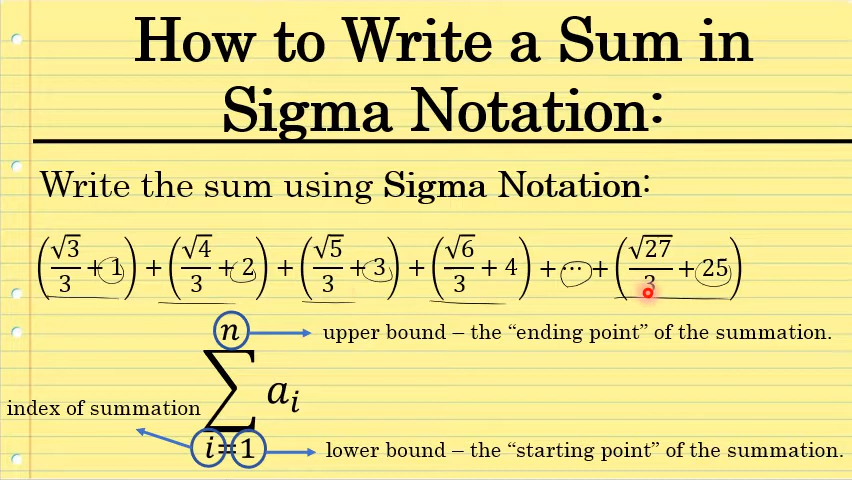 How to Write a Sum in
Sigma Notation:
Write the sum using Sigma Notation:
(√3/3 + 1) + (√4/3 + 2) + (√5/3 + 3) + (√6/3 + 4) + ⋯ + (√27/3 + 25)
n upper bound – the “ending point” of the summation.
∑ aᵢ
index of summation
i=1 lower bound – the “starting point” of the summation.